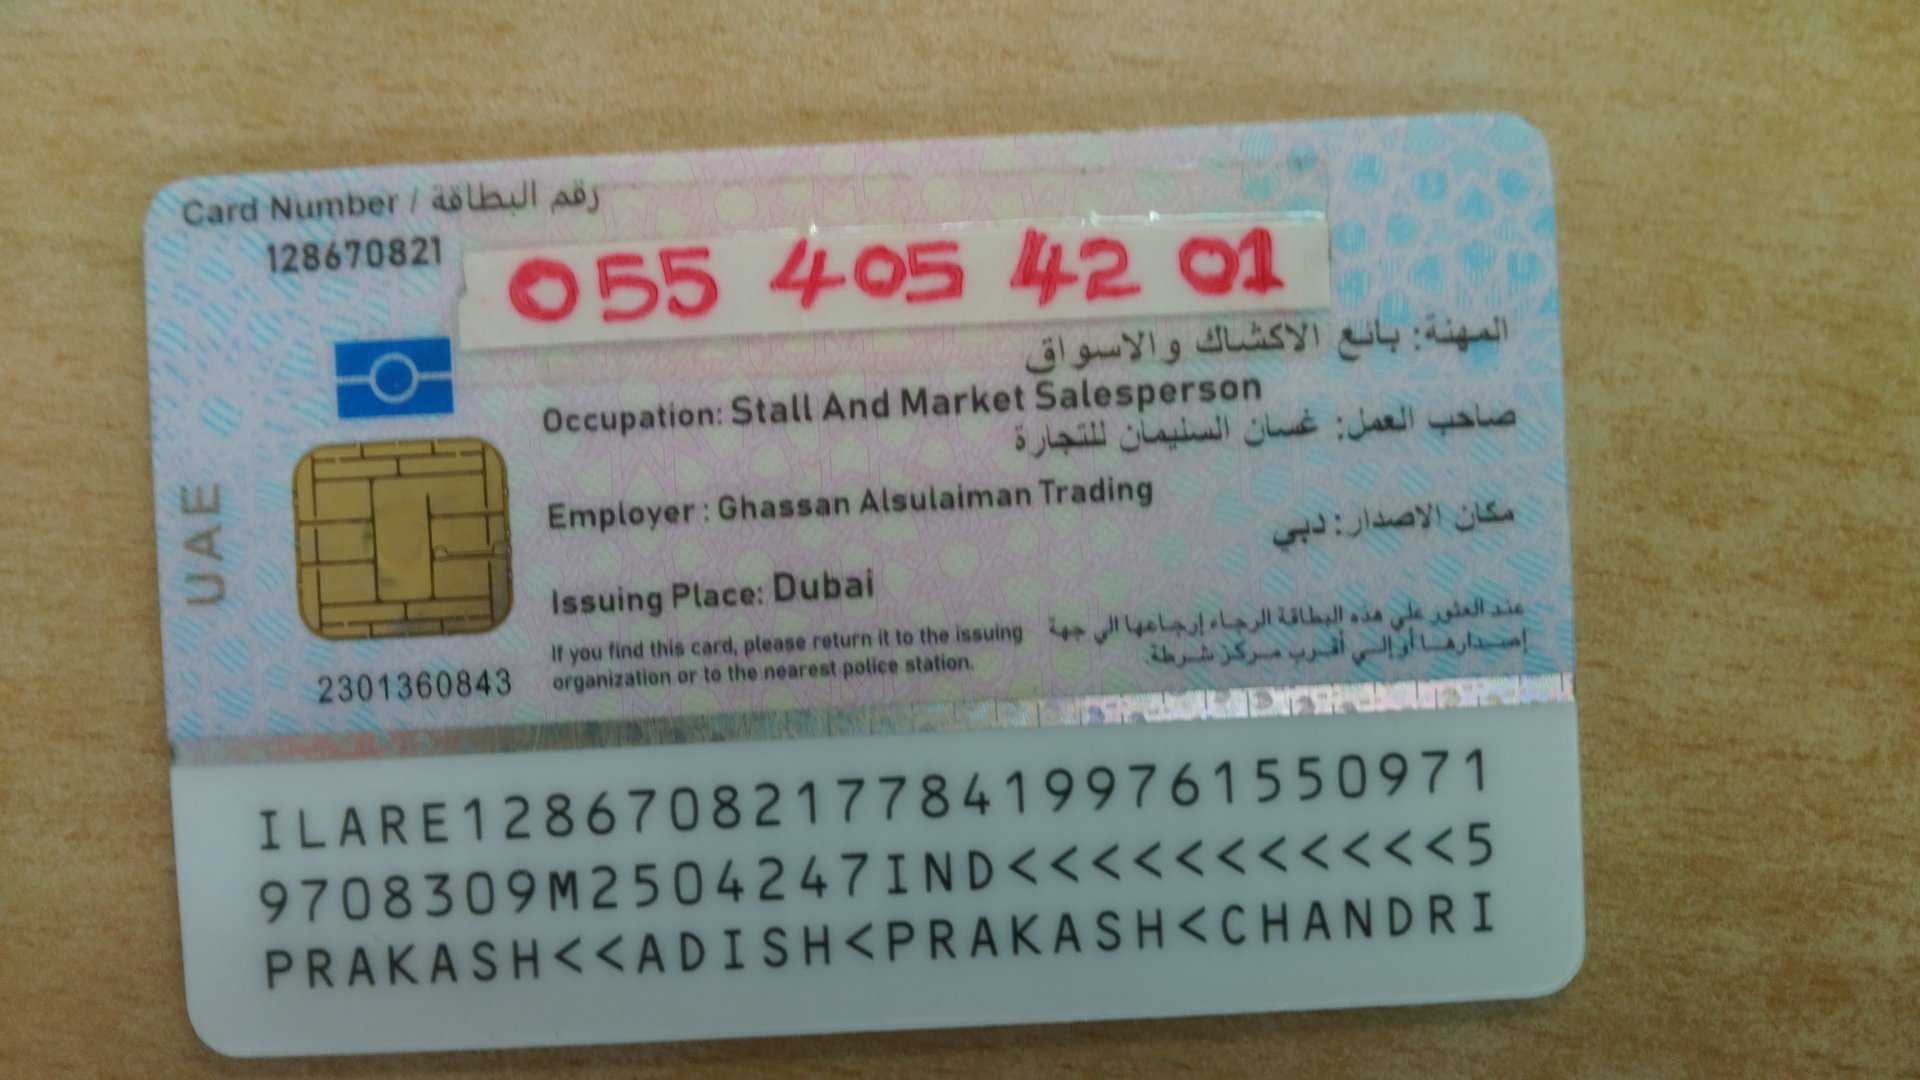 Card Number / رقم البطاقة
128670821
055 405 42 01
المهنة: بائع الاكشاك والاسواق
Occupation: Stall And Market Salesperson
صاحب العمل: غسان السليمان للتجارة
Employer : Ghassan Alsulaiman Trading
مكان الاصدار: دبي
Issuing Place: Dubai
UAE
If you find this card, please return it to the issuing
organization or to the nearest police station.
عند العثور علي هذه البطاقة الرجاء إرجاعها الي جهة
إصدارها أو إلي أقرب مركز شرطة.
2301360843
ILARE1286708217784199761550971
9708309M2504247IND<<<<<<<<<<<5
PRAKASH<<ADISH<PRAKASH<CHANDRI